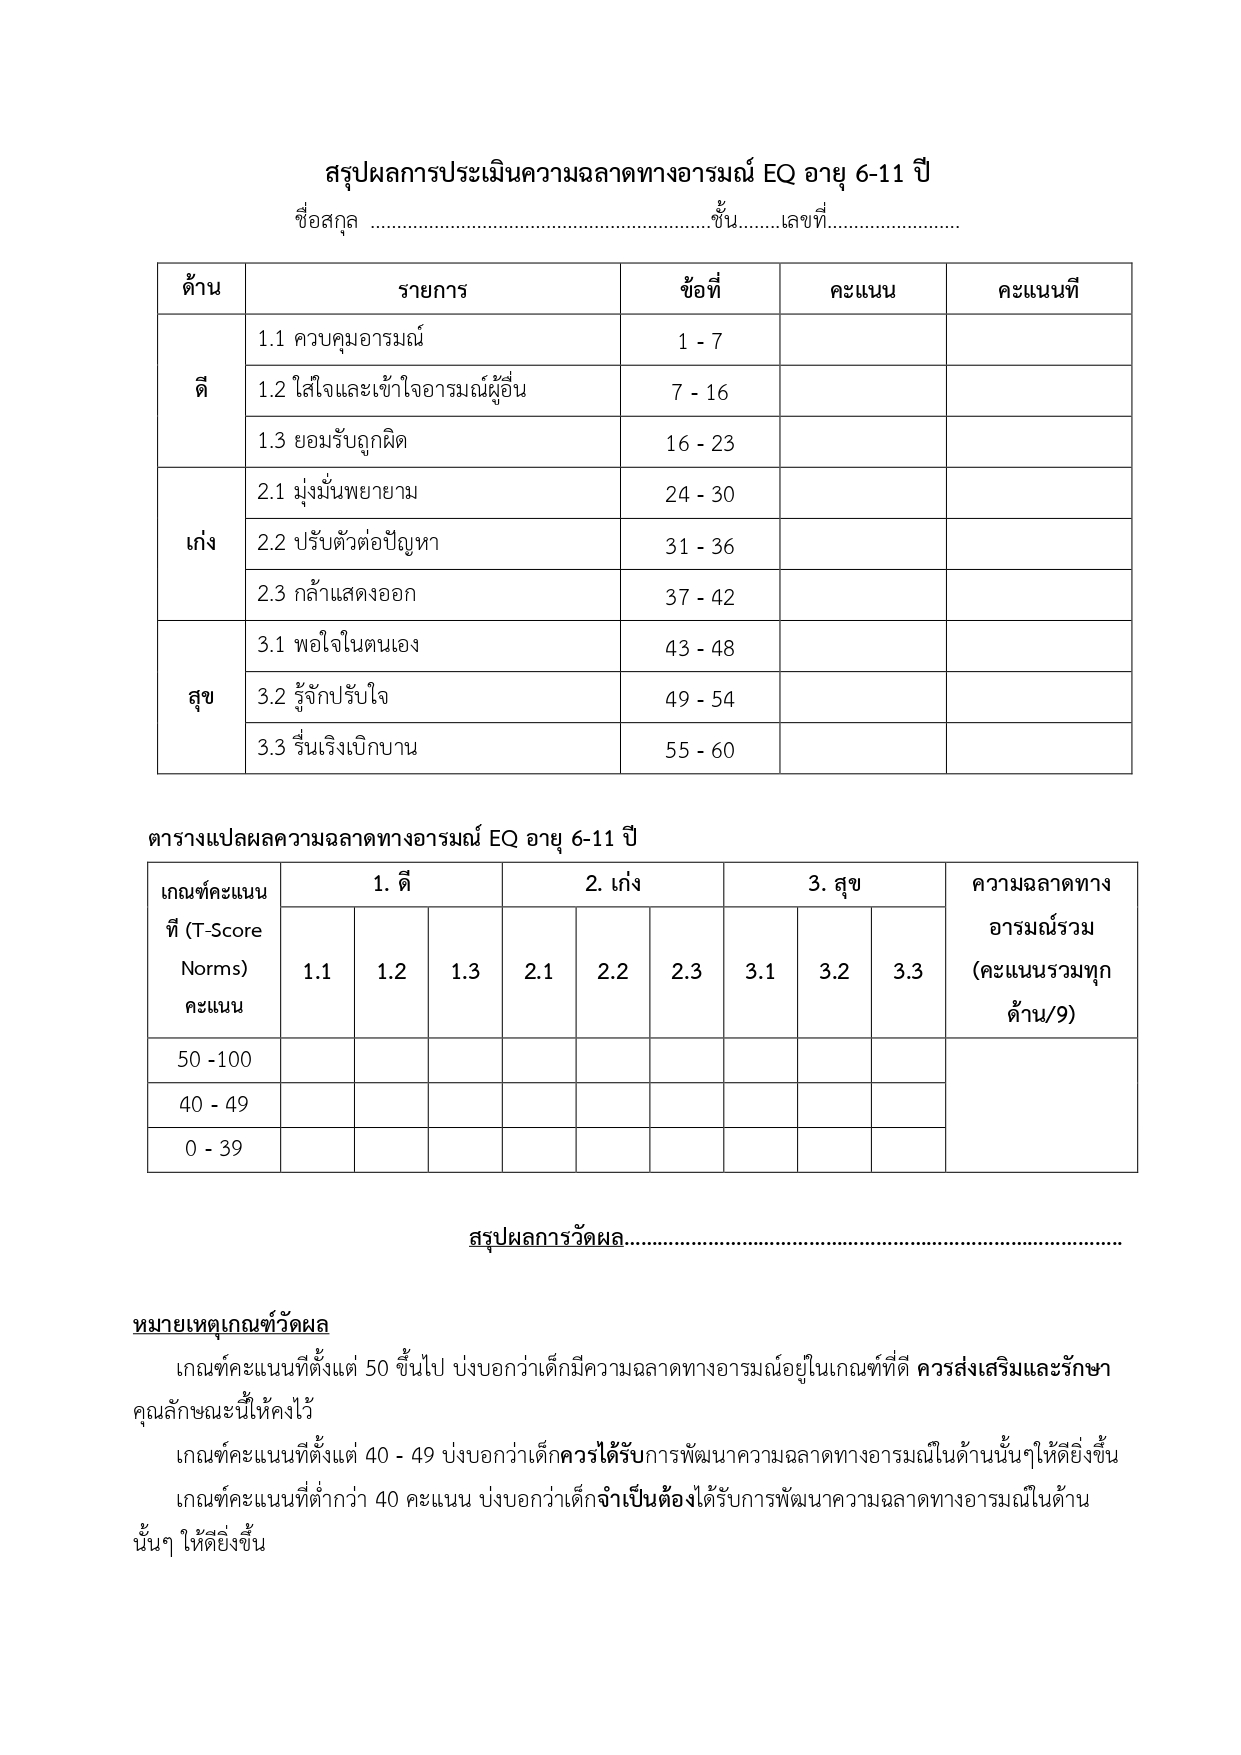 สรุปผลการประเมินความฉลาดทางอารมณ์ EQ อายุ 6-11 ปี
ชื่อสกุล ................................................................ชั้น........เลขที่.........................
ด้าน รายการ ข้อที่ คะแนน คะแนนที
ดี
1.1 ควบคุมอารมณ์ 1 - 7
1.2 ใส่ใจและเข้าใจอารมณ์ผู้อื่น 7 - 16
1.3 ยอมรับถูกผิด 16 - 23
เก่ง
2.1 มุ่งมั่นพยายาม 24 - 30
2.2 ปรับตัวต่อปัญหา 31 - 36
2.3 กล้าแสดงออก 37 - 42
สุข
3.1 พอใจในตนเอง 43 - 48
3.2 รู้จักปรับใจ 49 - 54
3.3 รื่นเริงเบิกบาน 55 - 60
ตารางแปลผลความฉลาดทางอารมณ์ EQ อายุ 6-11 ปี
เกณฑ์คะแนน
ที (T-Score
Norms)
คะแนน
1. ดี 2. เก่ง 3. สุข
1.1 1.2 1.3 2.1 2.2 2.3 3.1 3.2 3.3
ความฉลาดทาง
อารมณ์รวม
(คะแนนรวมทุก
ด้าน/9)
50 -100
40 - 49
0 - 39
สรุปผลการวัดผล.........................................................................................
หมายเหตุเกณฑ์วัดผล
เกณฑ์คะแนนทีตั้งแต่ 50 ขึ้นไป บ่งบอกว่าเด็กมีความฉลาดทางอารมณ์อยู่ในเกณฑ์ที่ดี ควรส่งเสริมและรักษา
คุณลักษณะนี้ให้คงไว้
เกณฑ์คะแนนทีตั้งแต่ 40 - 49 บ่งบอกว่าเด็กควรได้รับการพัฒนาความฉลาดทางอารมณ์ในด้านนั้นๆให้ดียิ่งขึ้น
เกณฑ์คะแนนที่ต่ำกว่า 40 คะแนน บ่งบอกว่าเด็กจำเป็นต้องได้รับการพัฒนาความฉลาดทางอารมณ์ในด้าน
นั้นๆ ให้ดียิ่งขึ้น